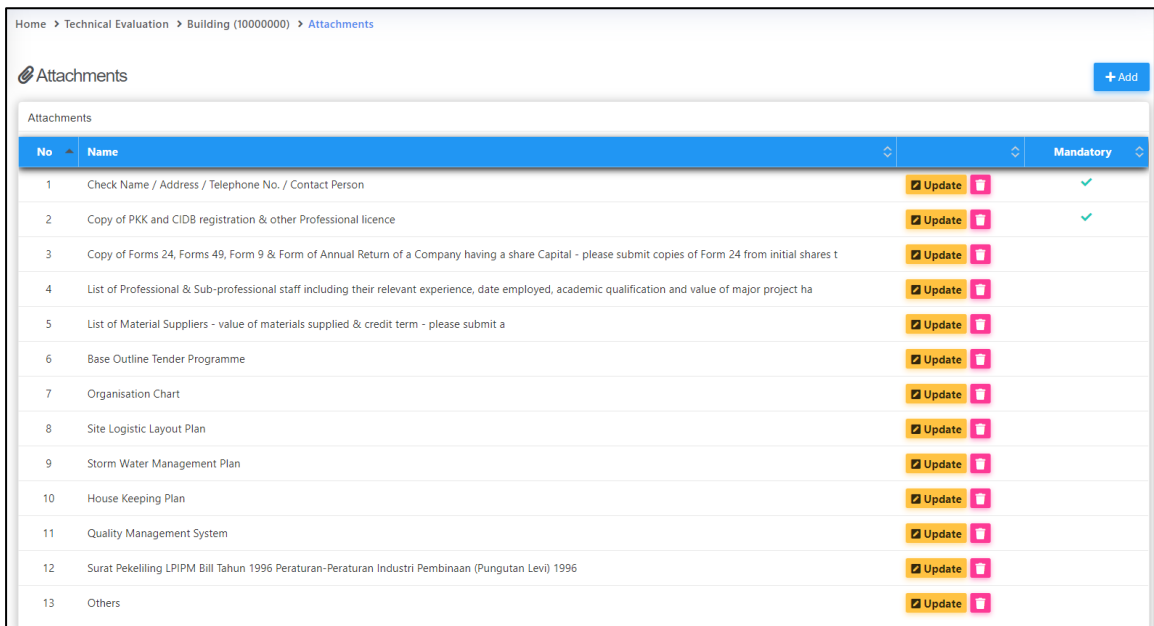 Home > Technical Evaluation > Building (10000000) > Attachments
Attachments
+ Add
Attachments
No Name Mandatory
1 Check Name / Address / Telephone No. / Contact Person Update
2 Copy of PKK and CIDB registration & other Professional licence Update
3 Copy of Forms 24, Forms 49, Form 9 & Form of Annual Return of a Company having a share Capital - please submit copies of Form 24 from initial shares t Update
4 List of Professional & Sub-professional staff including their relevant experience, date employed, academic qualification and value of major project ha Update
5 List of Material Suppliers - value of materials supplied & credit term - please submit a Update
6 Base Outline Tender Programme Update
7 Organisation Chart Update
8 Site Logistic Layout Plan Update
9 Storm Water Management Plan Update
10 House Keeping Plan Update
11 Quality Management System Update
12 Surat Pekeliling LPIPM Bill Tahun 1996 Peraturan-Peraturan Industri Pembinaan (Pungutan Levi) 1996 Update
13 Others Update